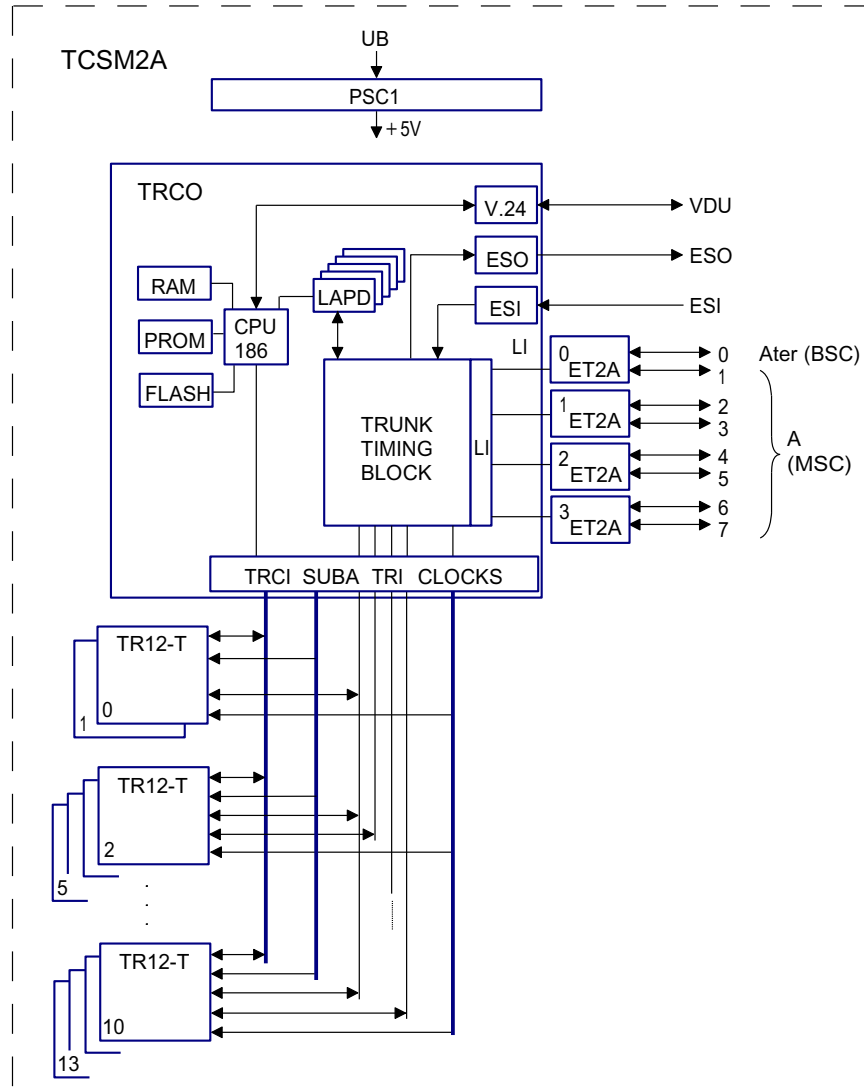 TCSM2A
UB
PSC1
+5V
TRCO
V.24
VDU
ESO
ESO
ESI
ESI
RAM
PROM
FLASH
CPU
186
LAPD
TRUNK
TIMING
BLOCK
LI
LI
0
ET2A
0
1
Ater (BSC)
1
ET2A
2
3
2
ET2A
4
5
3
ET2A
6
7
A
(MSC)
TRCI SUBA TRI CLOCKS
TR12-T
0
1
TR12-T
2
5
TR12-T
10
13